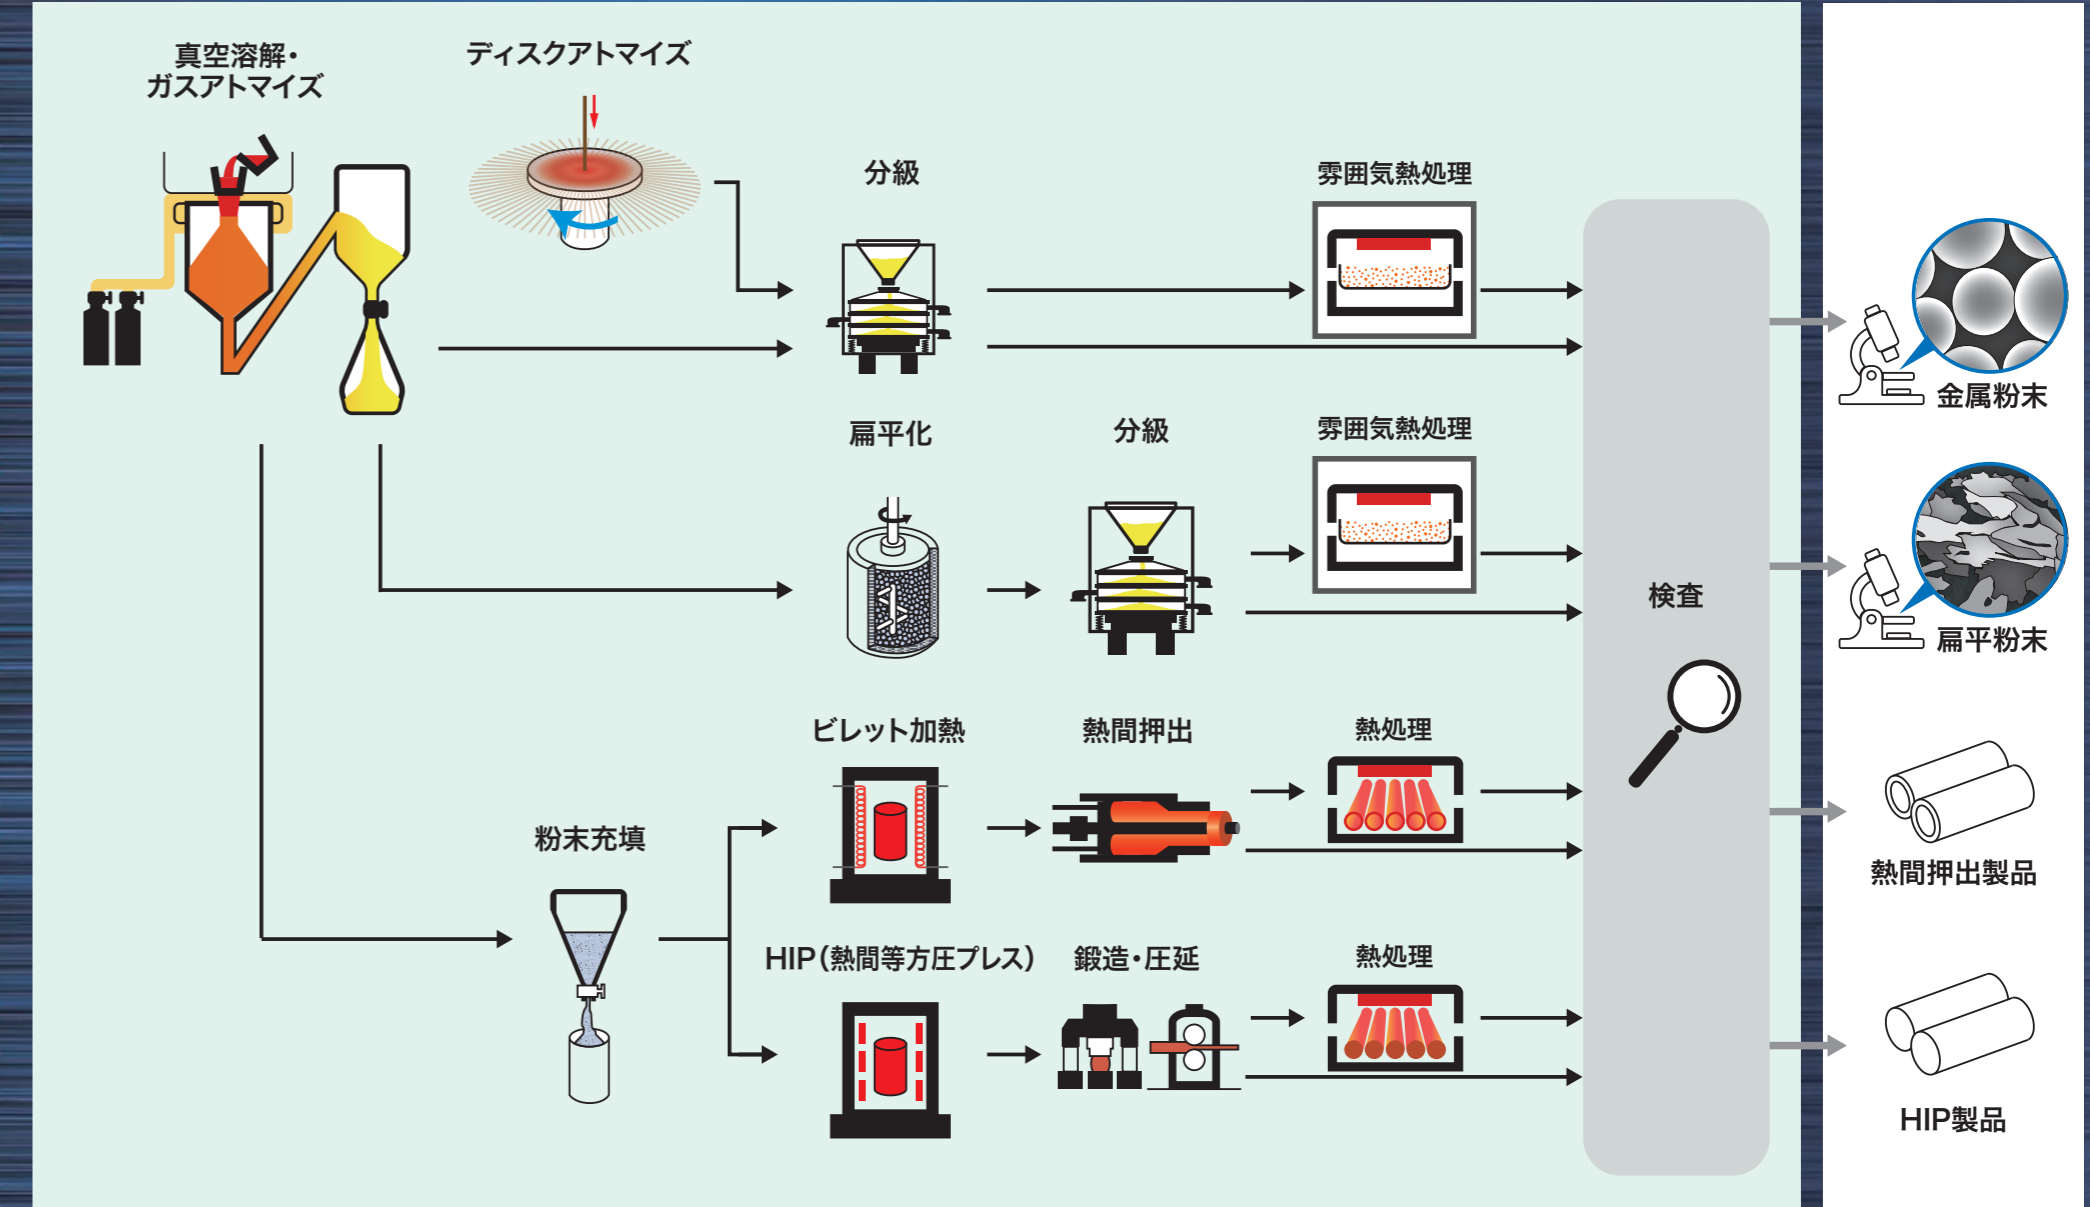 真空溶解・
ガスアトマイズ
ディスクアトマイズ
分級
雰囲気熱処理
金属粉末
扁平化
分級
雰囲気熱処理
検査
扁平粉末
ビレット加熱
熱間押出
熱処理
粉末充填
熱間押出製品
HIP（熱間等方圧プレス）
鍛造・圧延
熱処理
HIP製品